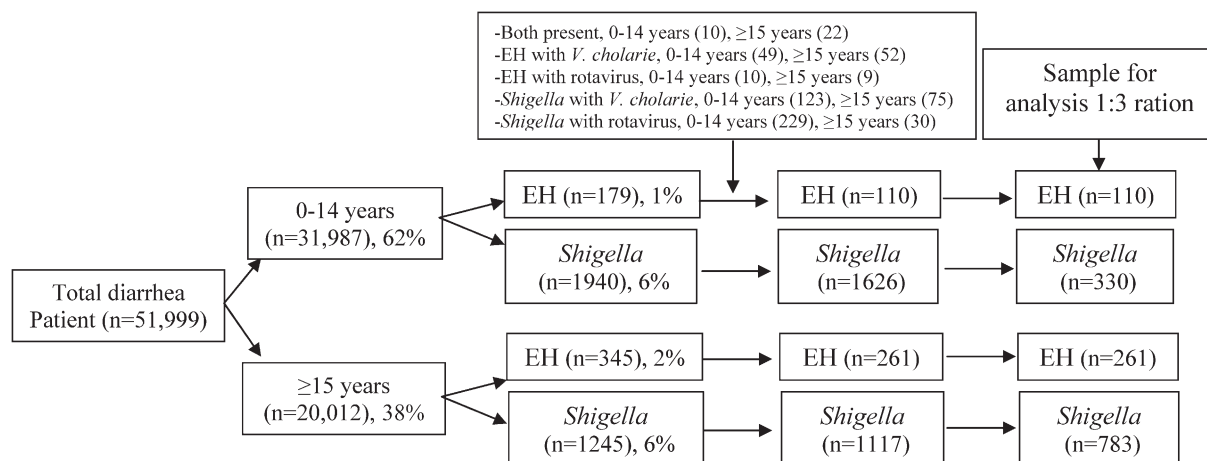 -Both present, 0-14 years (10), ≥15 years (22)
-EH with V. cholarie, 0-14 years (49), ≥15 years (52)
-EH with rotavirus, 0-14 years (10), ≥15 years (9)
-Shigella with V. cholarie, 0-14 years (123), ≥15 years (75)
-Shigella with rotavirus, 0-14 years (229), ≥15 years (30)
Sample for
analysis 1:3 ration
Total diarrhea
Patient (n=51,999)
0-14 years
(n=31,987), 62%
EH (n=179), 1%
EH (n=110)
EH (n=110)
Shigella
(n=1940), 6%
Shigella
(n=1626)
Shigella
(n=330)
≥15 years
(n=20,012), 38%
EH (n=345), 2%
EH (n=261)
EH (n=261)
Shigella
(n=1245), 6%
Shigella
(n=1117)
Shigella
(n=783)